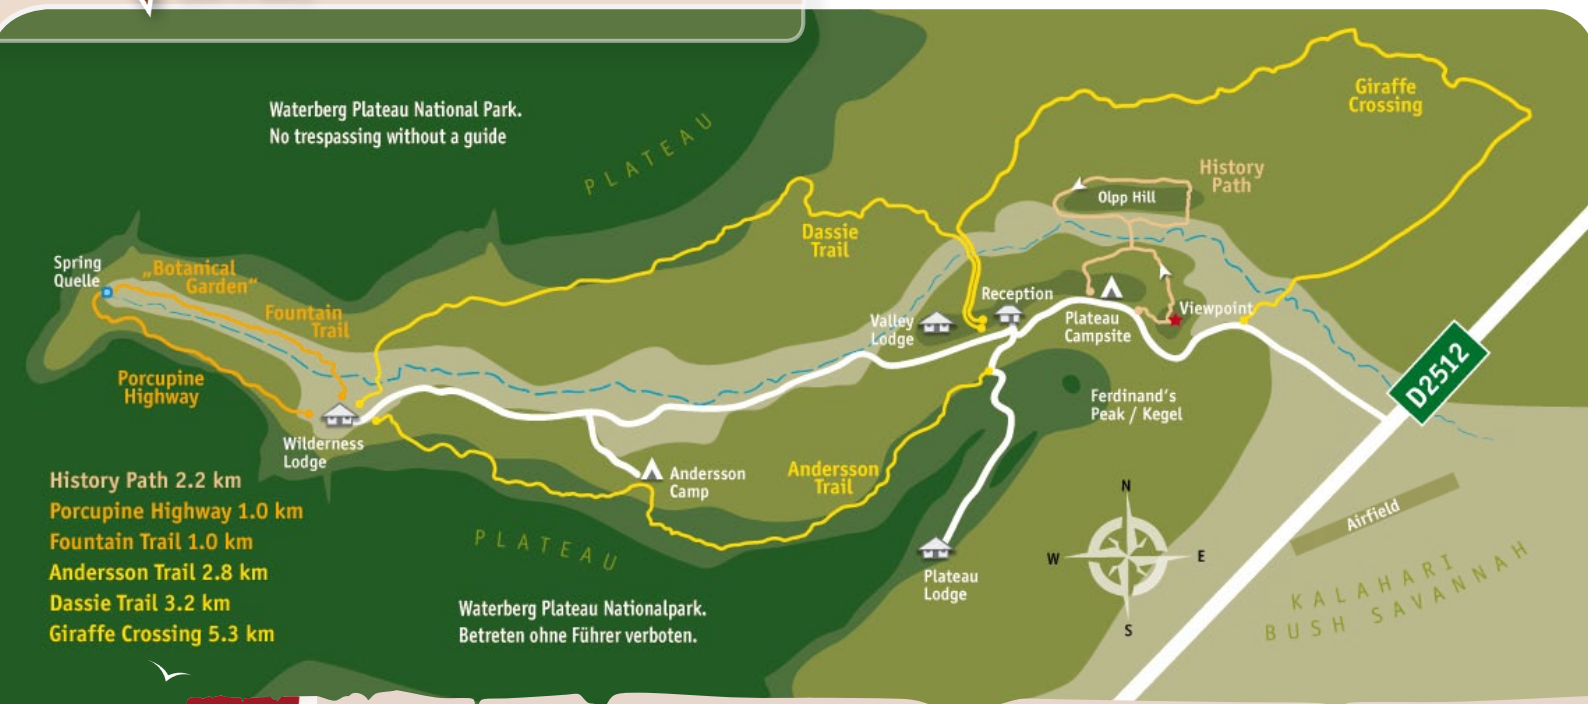 Waterberg Plateau National Park.
No trespassing without a guide
PLATEAU
Giraffe
Crossing
History
Path
Olpp Hill
Dassie
Trail
Spring
Quelle
„Botanical
Garden“
Fountain
Trail
Porcupine
Highway
Wilderness
Lodge
Valley
Lodge
Reception
Plateau
Campsite
Viewpoint
Ferdinand's
Peak / Kegel
D2512
Andersson
Camp
Andersson
Trail
PLATEAU
Plateau
Lodge
Airfield
KALAHARI
BUSH SAVANNAH
N
W
E
S
History Path 2.2 km
Porcupine Highway 1.0 km
Fountain Trail 1.0 km
Andersson Trail 2.8 km
Dassie Trail 3.2 km
Giraffe Crossing 5.3 km
Waterberg Plateau Nationalpark.
Betreten ohne Führer verboten.